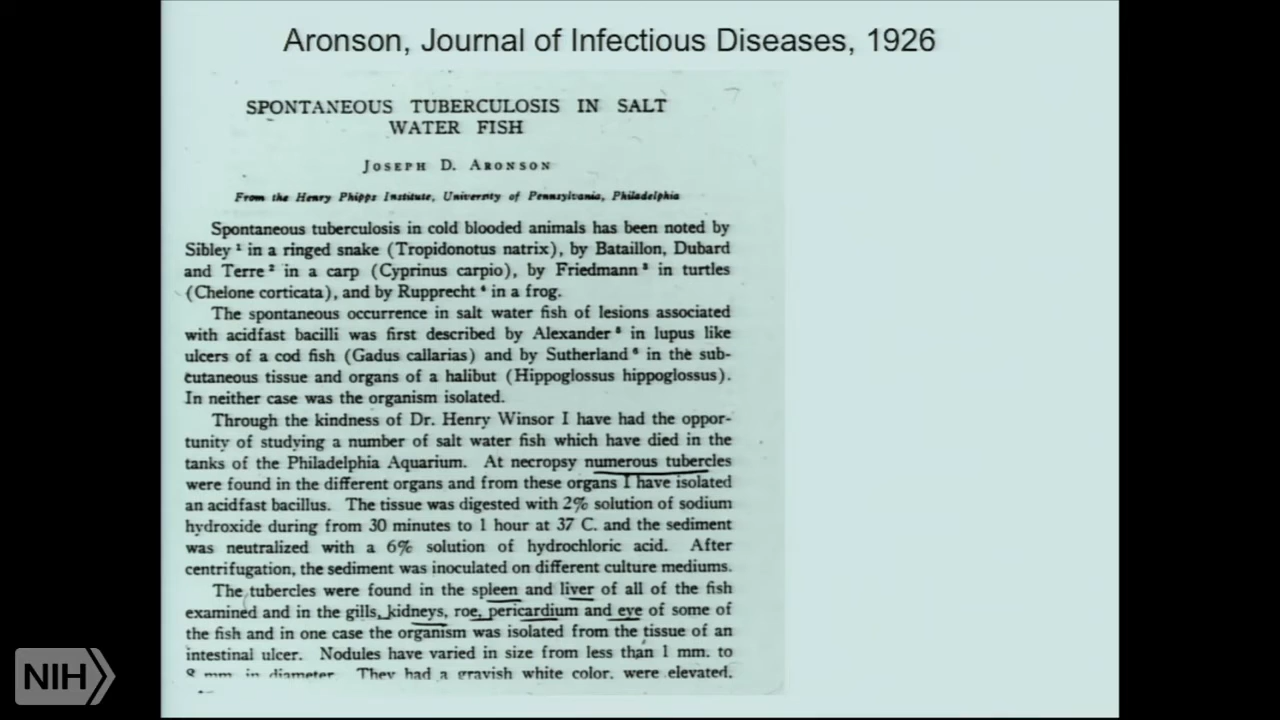 Aronson, Journal of Infectious Diseases, 1926
SPONTANEOUS TUBERCULOSIS IN SALT
WATER FISH
JOSEPH D. ARONSON
From the Henry Phipps Institute, University of Pennsylvania, Philadelphia
Spontaneous tuberculosis in cold blooded animals has been noted by
Sibley ¹ in a ringed snake (Tropidonotus natrix), by Bataillon, Dubard
and Terre ² in a carp (Cyprinus carpio), by Friedmann ³ in turtles
(Chelone corticata), and by Rupprecht ⁴ in a frog.
The spontaneous occurrence in salt water fish of lesions associated
with acidfast bacilli was first described by Alexander ⁵ in lupus like
ulcers of a cod fish (Gadus callarias) and by Sutherland ⁶ in the sub-
cutaneous tissue and organs of a halibut (Hippoglossus hippoglossus).
In neither case was the organism isolated.
Through the kindness of Dr. Henry Winsor I have had the oppor-
tunity of studying a number of salt water fish which have died in the
tanks of the Philadelphia Aquarium. At necropsy numerous tubercles
were found in the different organs and from these organs I have isolated
an acidfast bacillus. The tissue was digested with 2% solution of sodium
hydroxide during from 30 minutes to 1 hour at 37 C. and the sediment
was neutralized with a 6% solution of hydrochloric acid. After
centrifugation, the sediment was inoculated on different culture mediums.
The tubercles were found in the spleen and liver of all of the fish
examined and in the gills, kidneys, roe, pericardium and eye of some of
the fish and in one case the organism was isolated from the tissue of an
intestinal ulcer. Nodules have varied in size from less than 1 mm. to
8 mm. in diameter. They had a grayish white color, were elevated,
NIH